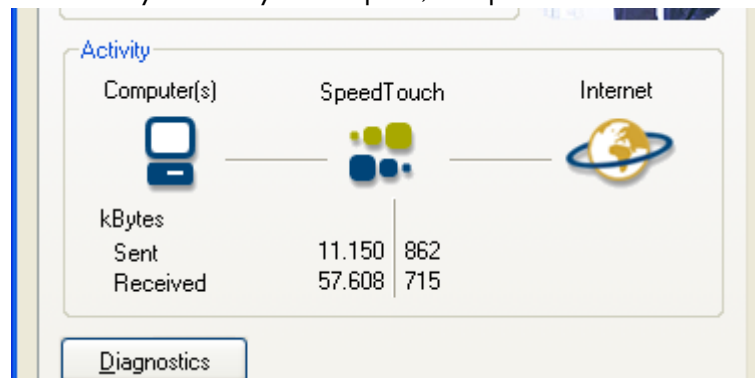 Activity
Computer(s) SpeedTouch Internet
kBytes
Sent 11.150 862
Received 57.608 715
Diagnostics